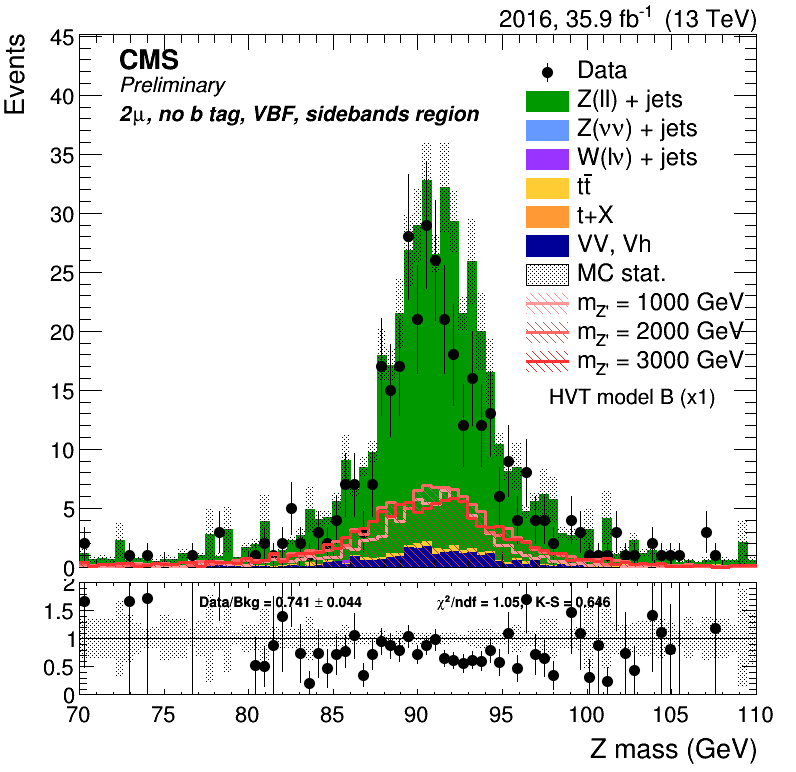 2016, 35.9 fb⁻¹ (13 TeV)
Events
CMS
Preliminary
2μ, no b tag, VBF, sidebands region
Data
Z(ll) + jets
Z(νν) + jets
W(lν) + jets
tt̄
t+X
VV, Vh
MC stat.
m_Z' = 1000 GeV
m_Z' = 2000 GeV
m_Z' = 3000 GeV
HVT model B (x1)
45
40
35
30
25
20
15
10
5
0
2
1.5
1
0.5
0
Data/Bkg = 0.741 ± 0.044 χ²/ndf = 1.05, K-S = 0.646
70 75 80 85 90 95 100 105 110
Z mass (GeV)